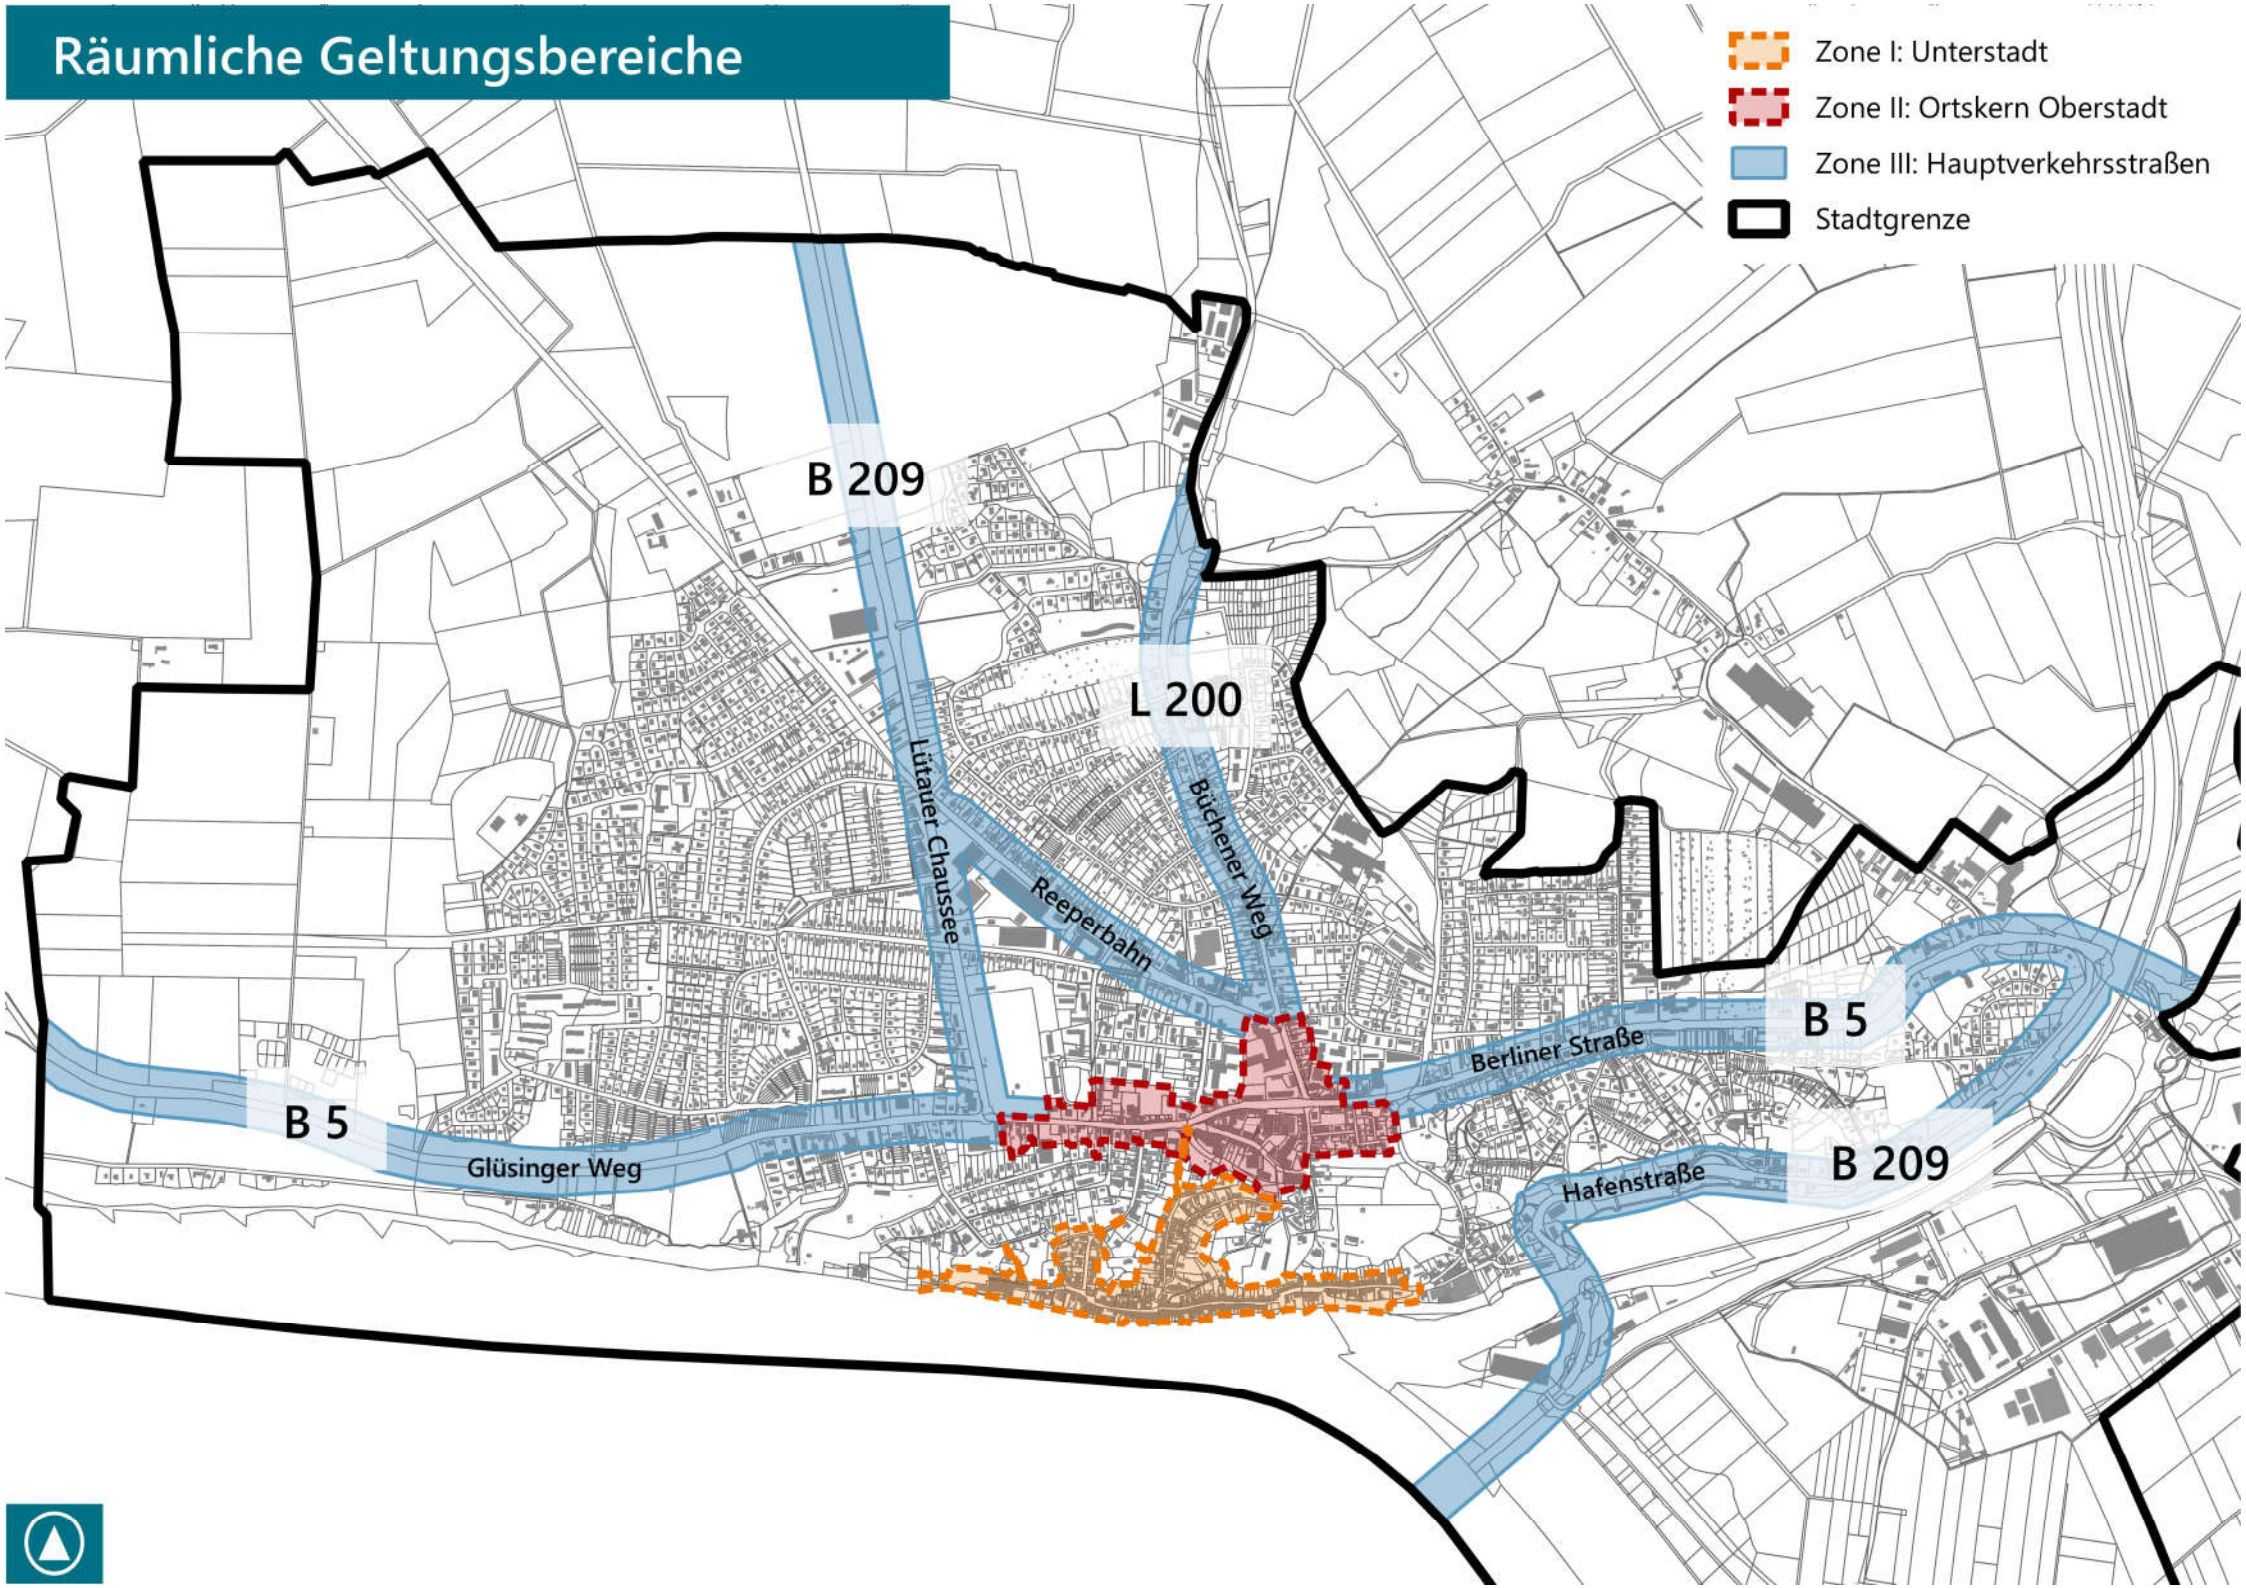 Räumliche Geltungsbereiche
Zone I: Unterstadt
Zone II: Ortskern Oberstadt
Zone III: Hauptverkehrsstraßen
Stadtgrenze
B 209
L 200
Lütauer Chaussee
Büchener Weg
Reeperbahn
B 5
Berliner Straße
B 5
Glüsinger Weg
B 209
Hafenstraße